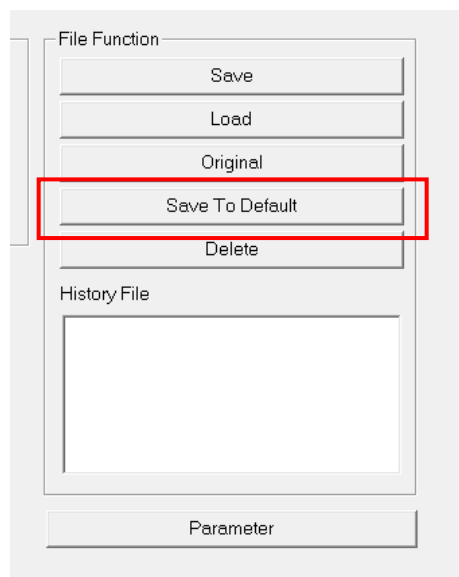 File Function
Save
Load
Original
Save To Default
Delete
History File
Parameter